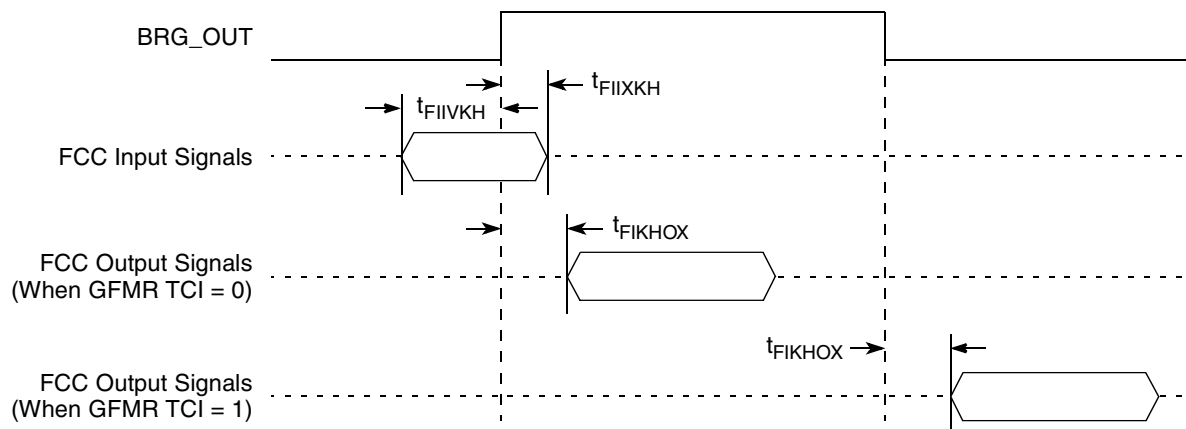 BRG_OUT
tFIIXKH
tFIIVKH
FCC Input Signals
tFIKHOX
FCC Output Signals
(When GFMR TCI = 0)
tFIKHOX
FCC Output Signals
(When GFMR TCI = 1)